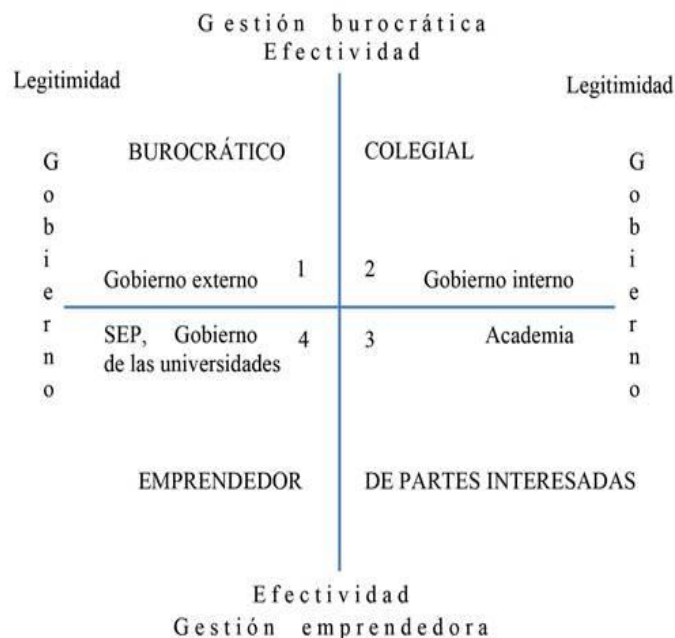 Gestión burocrática
Efectividad
Legitimidad
Legitimidad
BUROCRÁTICO
COLEGIAL
Gobierno
Gobierno
1
2
Gobierno externo
Gobierno interno
SEP, Gobierno
de las universidades
4
3
Academia
EMPRENDEDOR
DE PARTES INTERESADAS
Efectividad
Gestión emprendedora